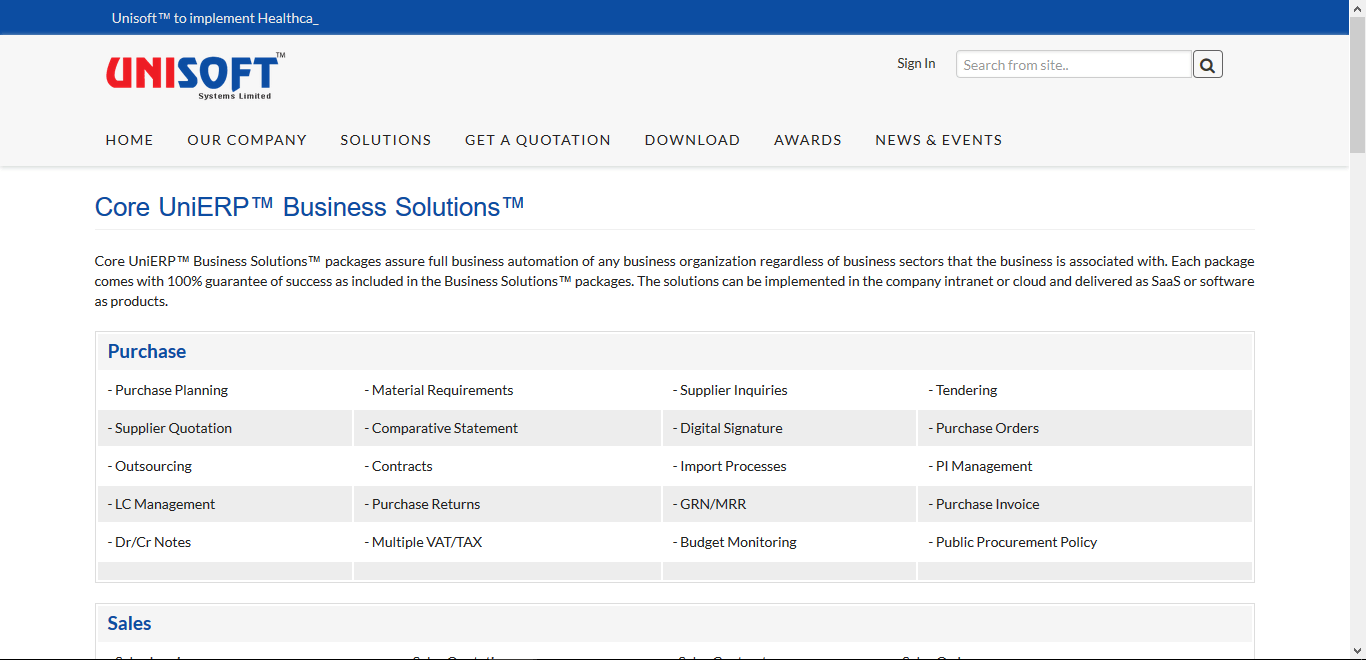 Unisoft™ to implement Healthca_
UNISOFT™
Systems Limited
Sign In
Search from site..
HOME OUR COMPANY SOLUTIONS GET A QUOTATION DOWNLOAD AWARDS NEWS & EVENTS
Core UniERP™ Business Solutions™
Core UniERP™ Business Solutions™ packages assure full business automation of any business organization regardless of business sectors that the business is associated with. Each package
comes with 100% guarantee of success as included in the Business Solutions™ packages. The solutions can be implemented in the company intranet or cloud and delivered as SaaS or software
as products.
Purchase
- Purchase Planning - Material Requirements - Supplier Inquiries - Tendering
- Supplier Quotation - Comparative Statement - Digital Signature - Purchase Orders
- Outsourcing - Contracts - Import Processes - PI Management
- LC Management - Purchase Returns - GRN/MRR - Purchase Invoice
- Dr/Cr Notes - Multiple VAT/TAX - Budget Monitoring - Public Procurement Policy
Sales